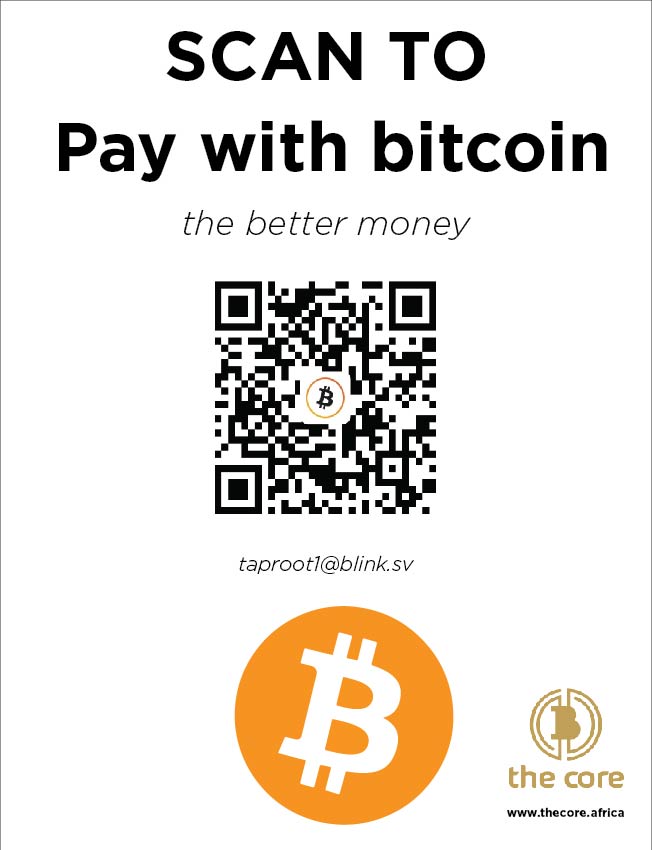 SCAN TO
Pay with bitcoin
the better money
taproot1@blink.sv
the core
www.thecore.africa